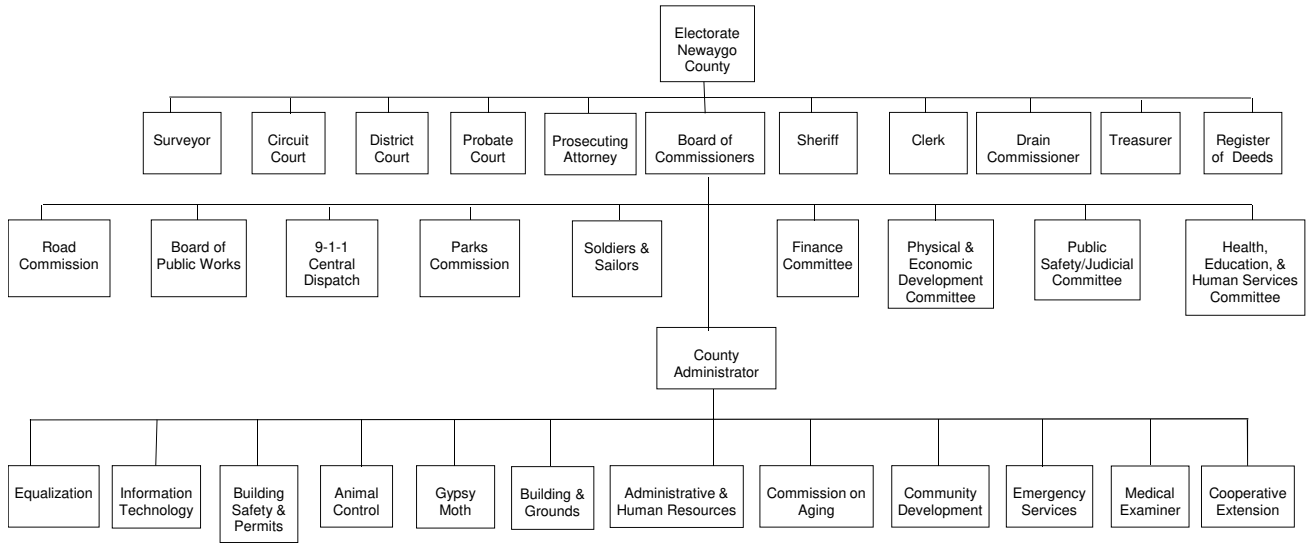 Electorate
Newaygo
County
Surveyor
Circuit
Court
District
Court
Probate
Court
Prosecuting
Attorney
Board of
Commissioners
Sheriff
Clerk
Drain
Commissioner
Treasurer
Register
of Deeds
Road
Commission
Board of
Public Works
9-1-1
Central
Dispatch
Parks
Commission
Soldiers &
Sailors
Finance
Committee
Physical &
Economic
Development
Committee
Public
Safety/Judicial
Committee
Health,
Education, &
Human Services
Committee
County
Administrator
Equalization
Information
Technology
Building
Safety &
Permits
Animal
Control
Gypsy
Moth
Building &
Grounds
Administrative &
Human Resources
Commission on
Aging
Community
Development
Emergency
Services
Medical
Examiner
Cooperative
Extension